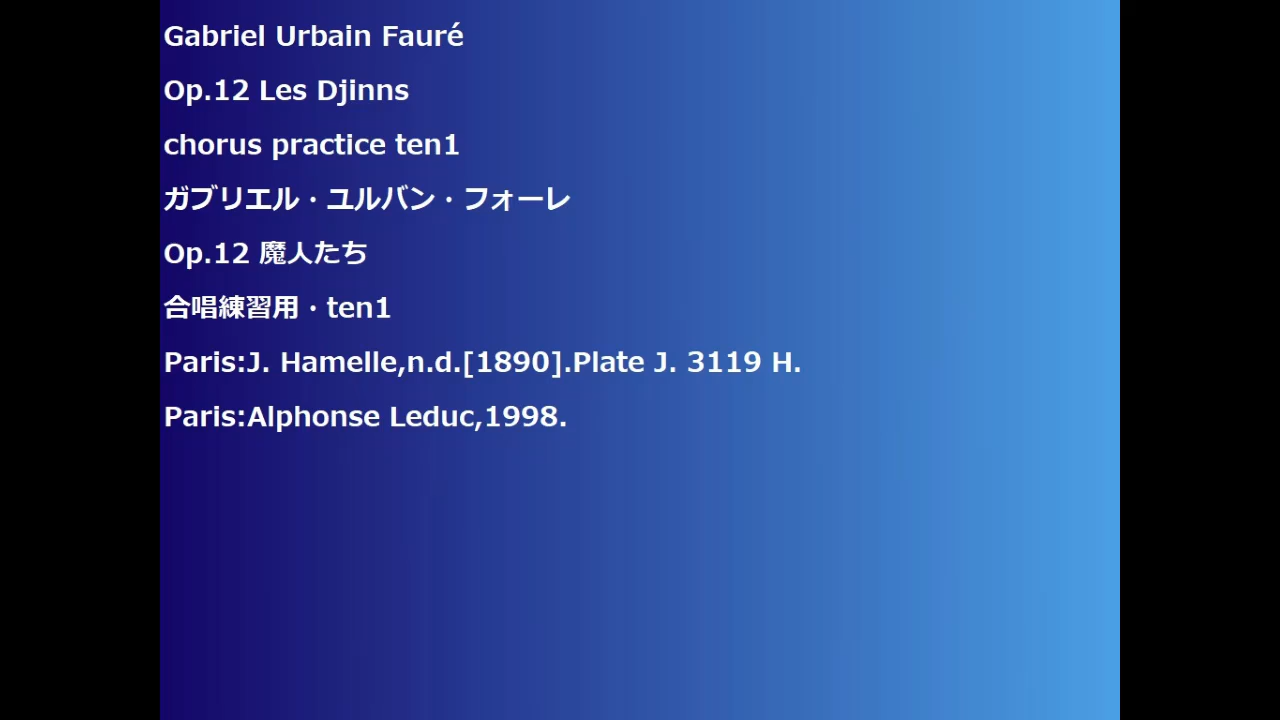 Gabriel Urbain Fauré
Op.12 Les Djinns
chorus practice ten1
ガブリエル・ユルバン・フォーレ
Op.12 魔人たち
合唱練習用・ten1
Paris:J. Hamelle,n.d.[1890].Plate J. 3119 H.
Paris:Alphonse Leduc,1998.